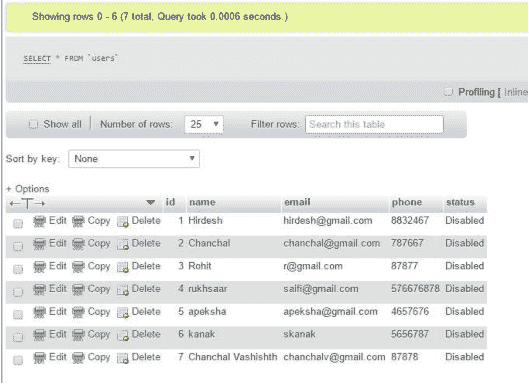 Showing rows 0 - 6 (7 total, Query took 0.0006 seconds.)
SELECT * FROM `users`
Profiling [ Inline
Show all Number of rows: 25 Filter rows: Search this table
Sort by key: None
+ Options
←T→ id name email phone status
Edit Copy Delete 1 Hirdesh hirdesh@gmail.com 8832467 Disabled
Edit Copy Delete 2 Chanchal chanchal@gmail.com 787667 Disabled
Edit Copy Delete 3 Rohit r@gmail.com 87877 Disabled
Edit Copy Delete 4 rukhsaar saifi@gmail.com 576676878 Disabled
Edit Copy Delete 5 apeksha apeksha@gmail.com 4657676 Disabled
Edit Copy Delete 6 kanak skanak 5656787 Disabled
Edit Copy Delete 7 Chanchal Vashishth chanchalv@gmail.com 87878 Disabled